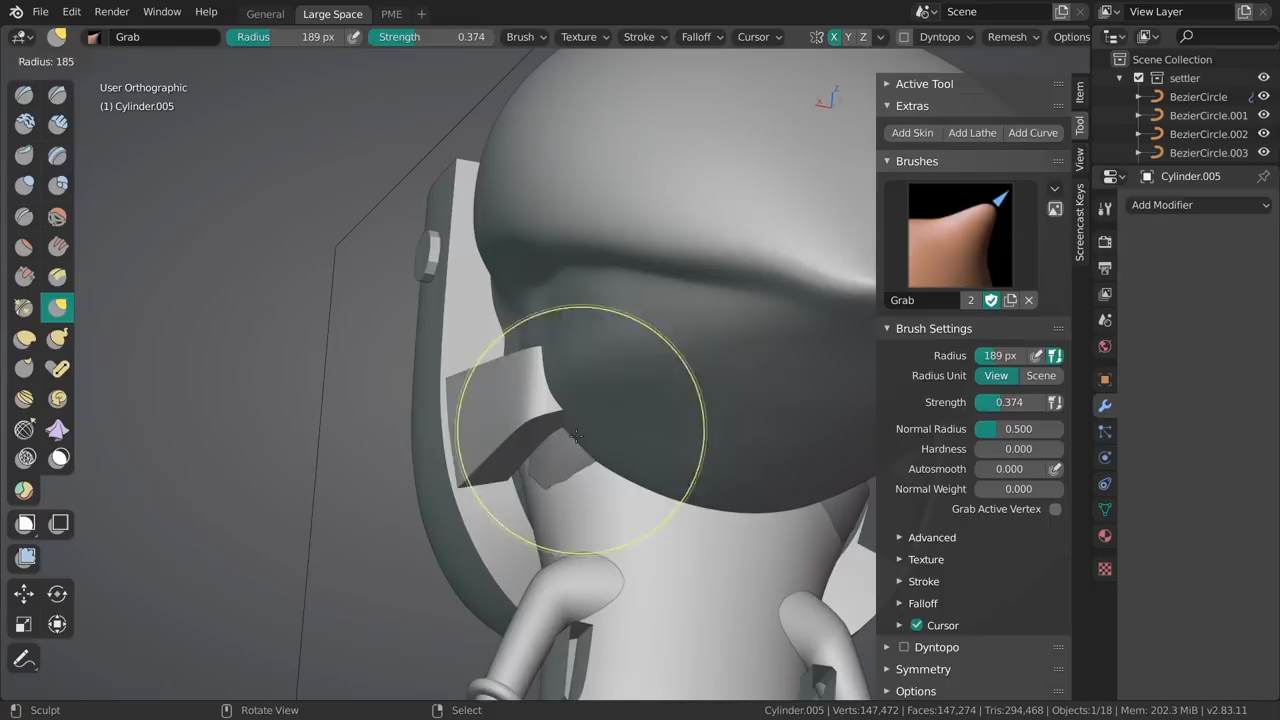 File Edit Render Window Help General Large Space PME + Scene View Layer
Grab Radius 189 px Strength 0.374 Brush Texture Stroke Falloff Cursor X Y Z Dyntopo Remesh Options
Radius: 185
User Orthographic
(1) Cylinder.005
Z
X
Active Tool
Extras
Add Skin Add Lathe Add Curve
Brushes
Grab 2
Brush Settings
Radius 189 px
Radius Unit View Scene
Strength 0.374
Normal Radius 0.500
Hardness 0.000
Autosmooth 0.000
Normal Weight 0.000
Grab Active Vertex
Advanced
Texture
Stroke
Falloff
Cursor
Dyntopo
Symmetry
Options
Item
Tool
View
Screencast Keys
Scene Collection
settler
BezierCircle
BezierCircle.001
BezierCircle.002
BezierCircle.003
Cylinder.005
Add Modifier
Sculpt Rotate View Select Cylinder.005 | Verts:147,472 | Faces:147,274 | Tris:294,468 | Objects:1/18 | Mem: 202.3 MiB | v2.83.11